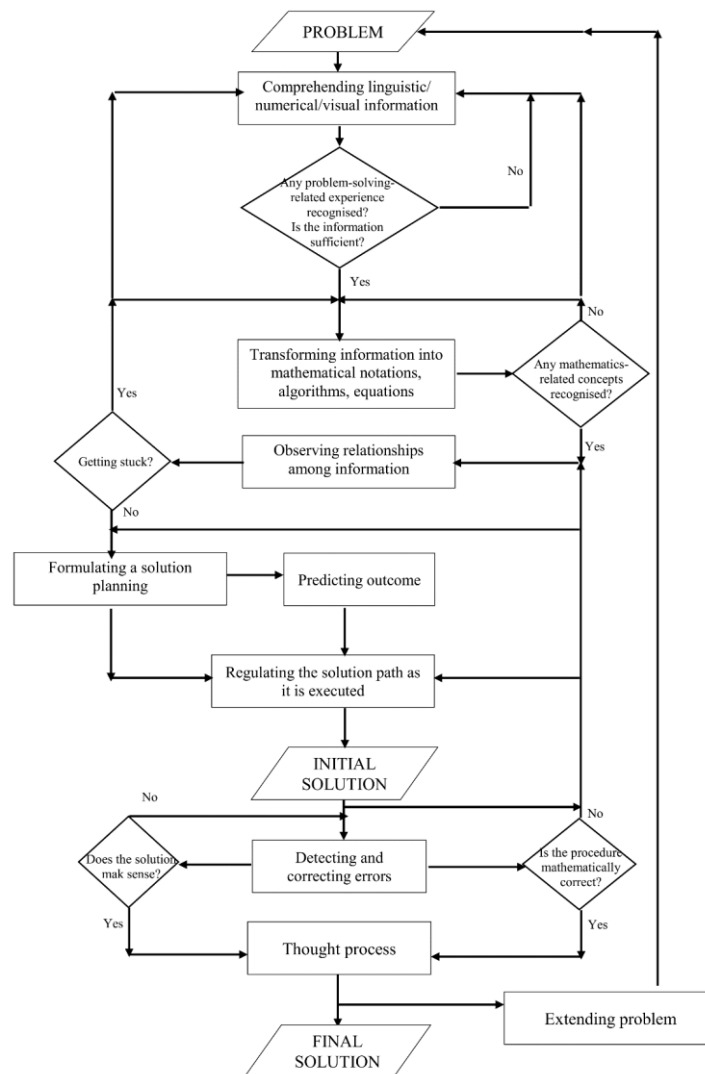 PROBLEM
Comprehending linguistic/
numerical/visual information
No
Any problem-solving-
related experience
recognised?
Is the information
sufficient?
Yes
No
Transforming information into
mathematical notations,
algorithms, equations
Any mathematics-
related concepts
recognised?
Yes
Yes
Observing relationships
among information
Getting stuck?
No
Formulating a solution
planning
Predicting outcome
Regulating the solution path as
it is executed
INITIAL
SOLUTION
No
No
Does the solution
mak sense?
Detecting and
correcting errors
Is the procedure
mathematically
correct?
Yes
Yes
Thought process
Extending problem
FINAL
SOLUTION